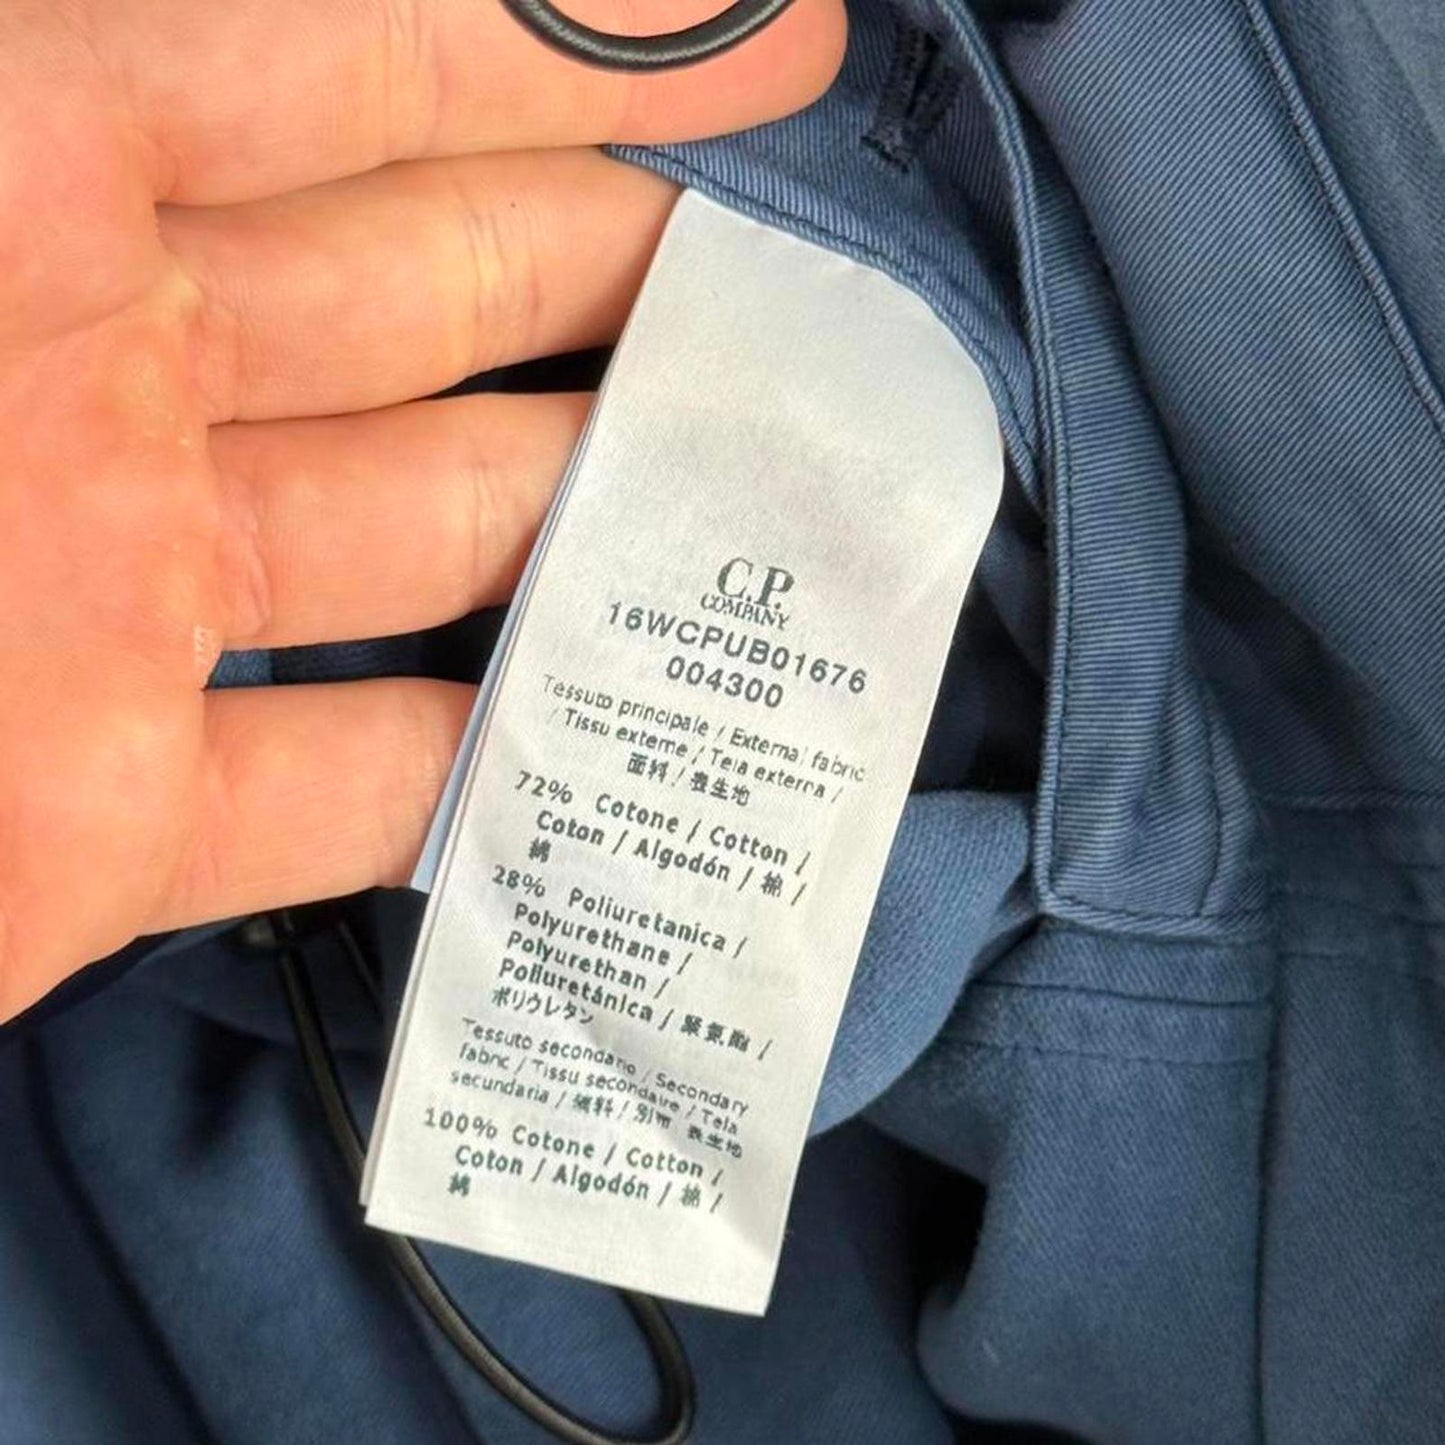 C.P.
COMPANY
16WCPUB01676
004300
Tessuto principale / External fabric
/ Tissu externe / Tela externa /
面料 / 表生地
72% Cotone / Cotton /
Coton / Algodón / 棉 /
綿
28% Poliuretanica /
Polyurethane /
Polyurethan /
Poliuretánica / 聚氨酯 /
ポリウレタン
Tessuto secondario / Secondary
fabric / Tissu secondaire / Tela
secundaria / 料 / 別布 表生地
100% Cotone / Cotton /
Coton / Algodón / 棉 /
綿